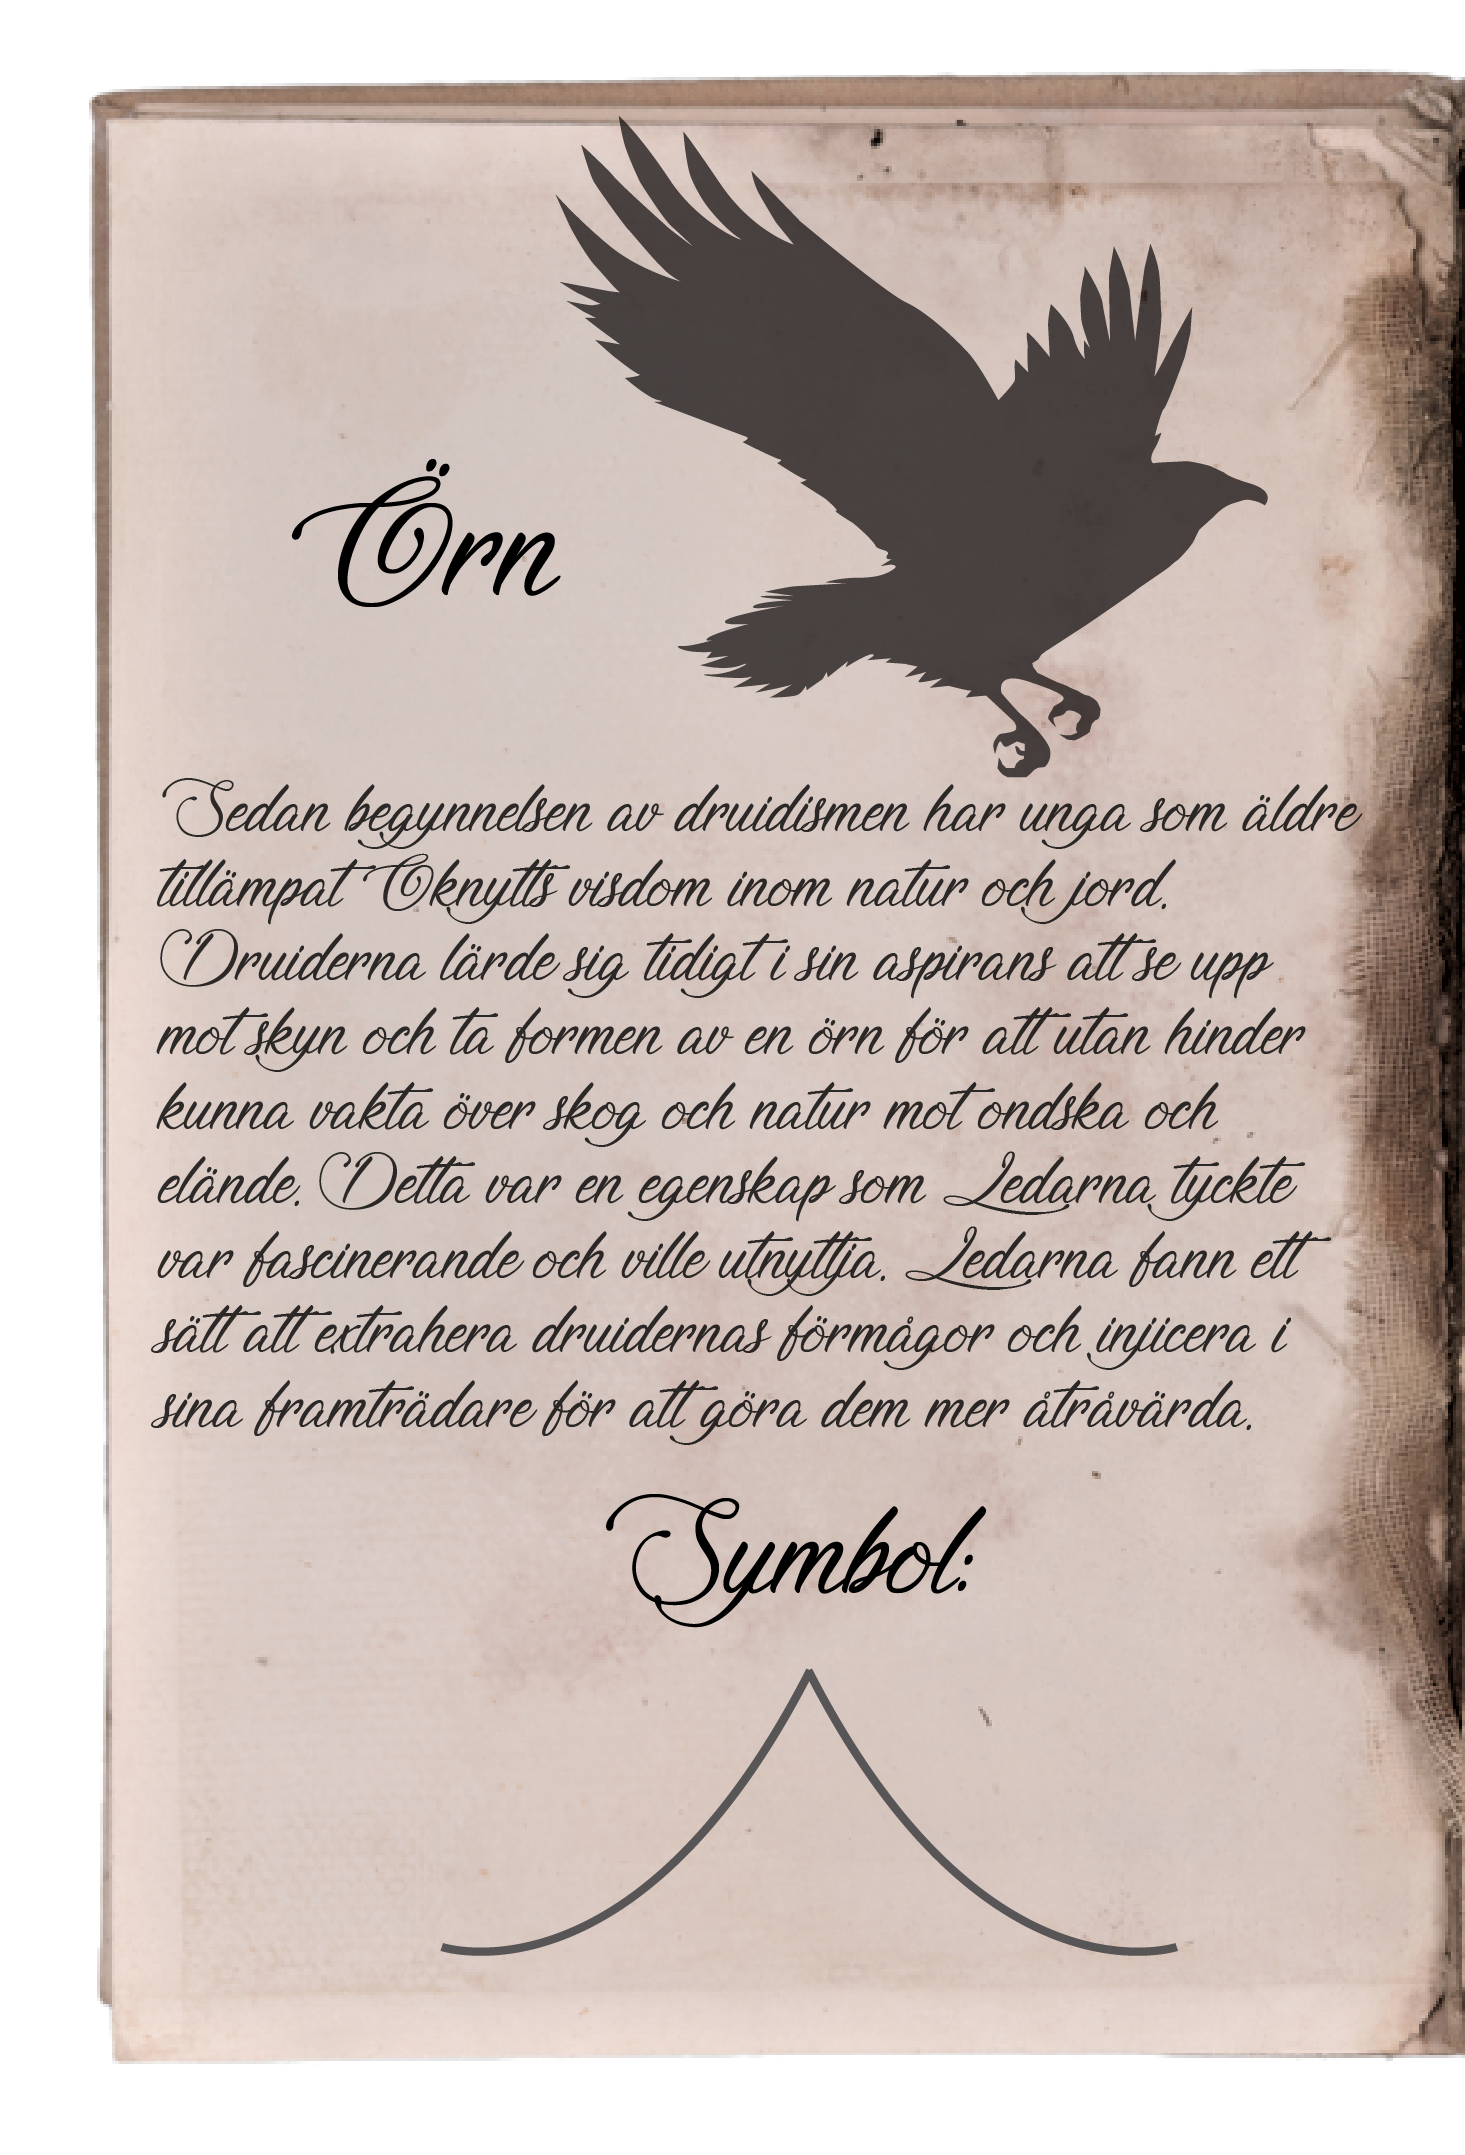 Örn
Sedan begynnelsen av druidismen har unga som äldre
tillämpat Oknytts visdom inom natur och jord.
Druiderna lärde sig tidigt i sin aspirans att se upp
mot skyn och ta formen av en örn för att utan hinder
kunna vakta över skog och natur mot ondska och
elände. Detta var en egenskap som Ledarna tyckte
var fascinerande och ville utnyttja. Ledarna fann ett
sätt att extrahera druidernas förmågor och injicera i
sina framträdare för att göra dem mer åtråvärda.
Symbol: